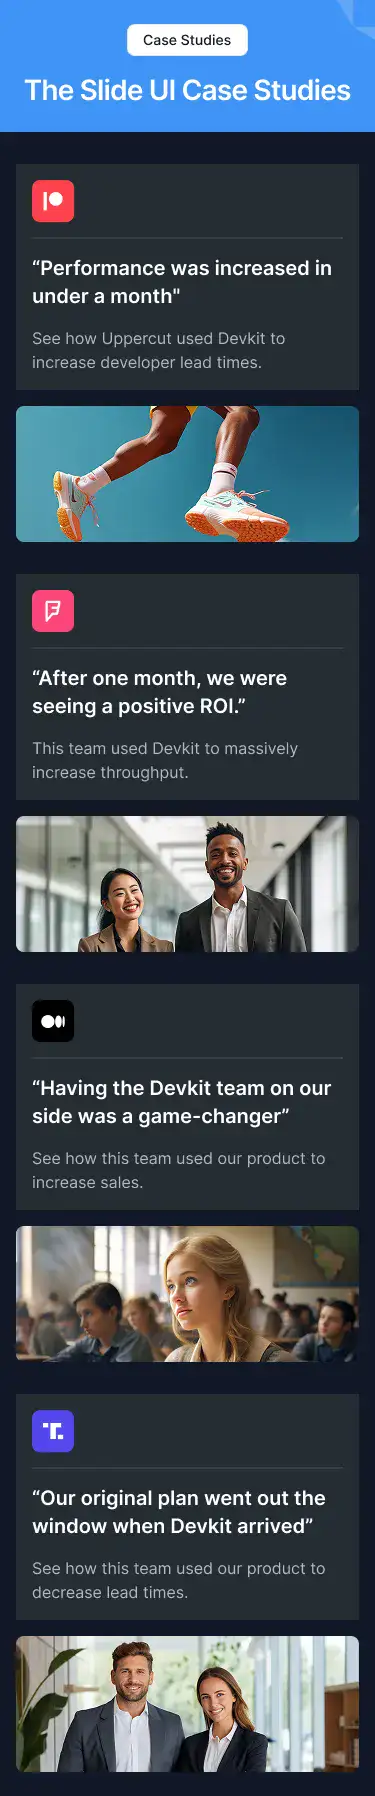 Case Studies
The Slide UI Case Studies
“Performance was increased in
under a month"
See how Uppercut used Devkit to
increase developer lead times.
“After one month, we were
seeing a positive ROI.”
This team used Devkit to massively
increase throughput.
“Having the Devkit team on our
side was a game-changer”
See how this team used our product to
increase sales.
“Our original plan went out the
window when Devkit arrived”
See how this team used our product to
decrease lead times.